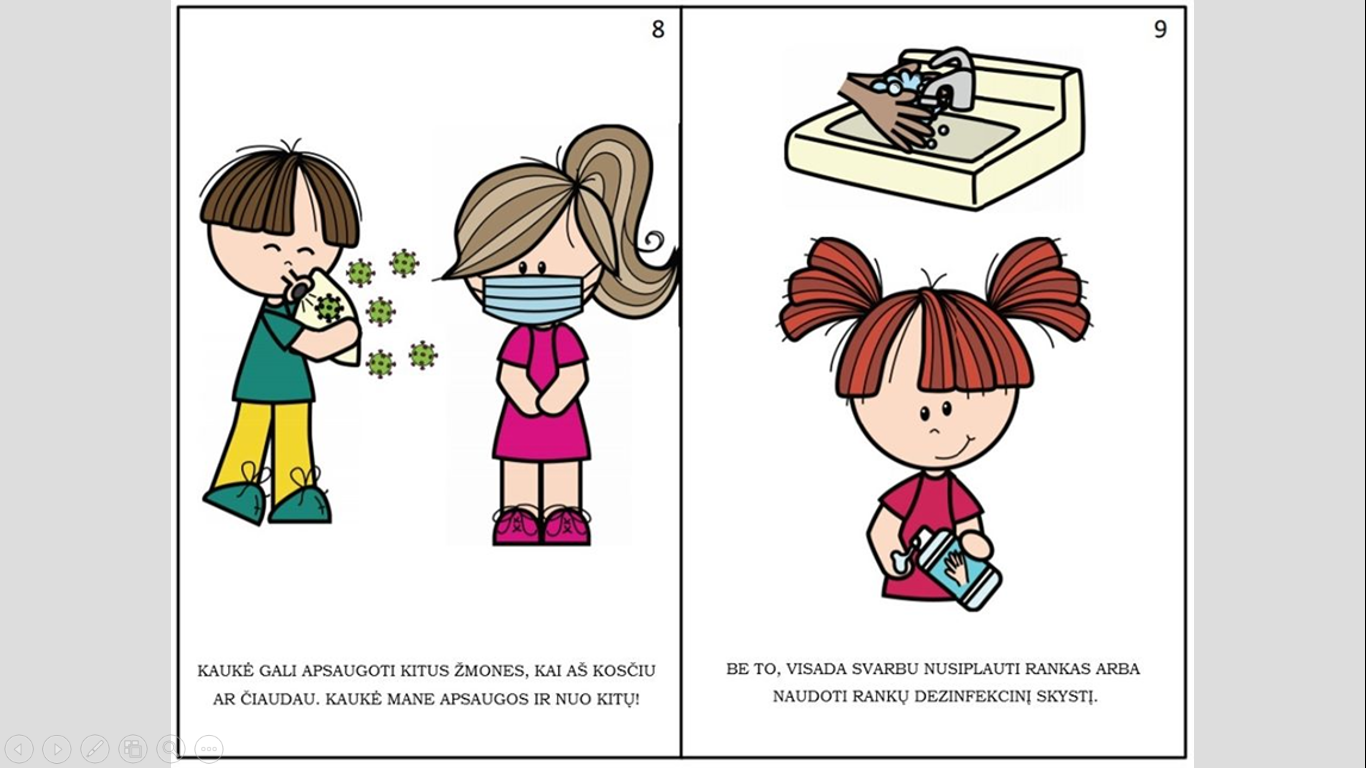 8
KAUKĖ GALI APSAUGOTI KITUS ŽMONES, KAI AŠ KOSČIU
AR ČIAUDAU. KAUKĖ MANE APSAUGOS IR NUO KITŲ!
9
BE TO, VISADA SVARBU NUSIPLAUTI RANKAS ARBA
NAUDOTI RANKŲ DEZINFEKCINĮ SKYSTĮ.